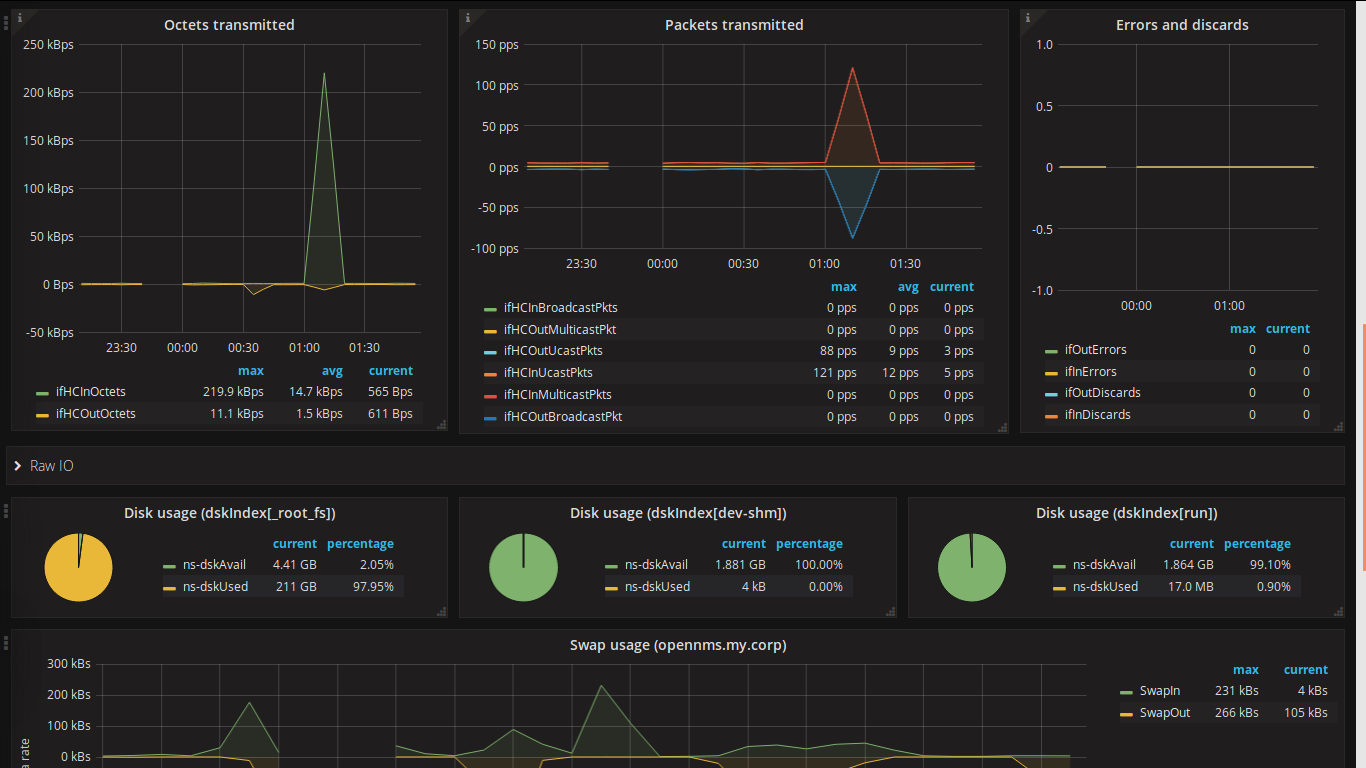 Octets transmitted
250 kBps
200 kBps
150 kBps
100 kBps
50 kBps
0 Bps
-50 kBps
23:30 00:00 00:30 01:00 01:30
max avg current
ifHCInOctets 219.9 kBps 14.7 kBps 565 Bps
ifHCOutOctets 11.1 kBps 1.5 kBps 611 Bps
Packets transmitted
150 pps
100 pps
50 pps
0 pps
-50 pps
-100 pps
23:30 00:00 00:30 01:00 01:30
max avg current
ifHCInBroadcastPkts 0 pps 0 pps 0 pps
ifHCOutMulticastPkt 0 pps 0 pps 0 pps
ifHCOutUcastPkts 88 pps 9 pps 3 pps
ifHCInUcastPkts 121 pps 12 pps 5 pps
ifHCInMulticastPkts 0 pps 0 pps 0 pps
ifHCOutBroadcastPkt 0 pps 0 pps 0 pps
Errors and discards
1.0
0.5
0
-0.5
-1.0
00:00 01:00
max current
ifOutErrors 0 0
ifInErrors 0 0
ifOutDiscards 0 0
ifInDiscards 0 0
Raw IO
Disk usage (dskIndex[_root_fs])
current percentage
ns-dskAvail 4.41 GB 2.05%
ns-dskUsed 211 GB 97.95%
Disk usage (dskIndex[dev-shm])
current percentage
ns-dskAvail 1.881 GB 100.00%
ns-dskUsed 4 kB 0.00%
Disk usage (dskIndex[run])
current percentage
ns-dskAvail 1.864 GB 99.10%
ns-dskUsed 17.0 MB 0.90%
Swap usage (opennms.my.corp)
300 kBs
200 kBs
100 kBs
0 kBs
a rate
max current
SwapIn 231 kBs 4 kBs
SwapOut 266 kBs 105 kBs